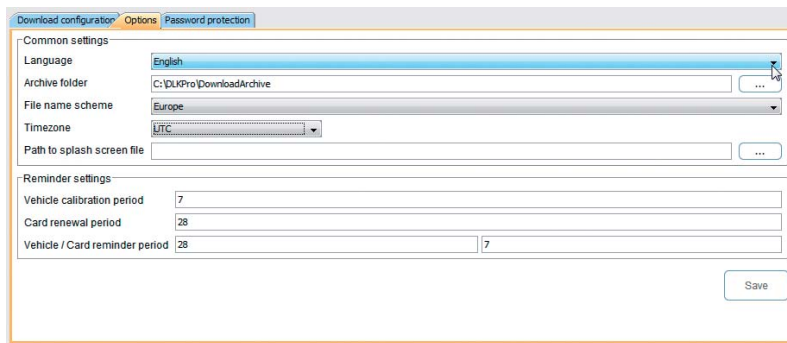 Download configuration Options Password protection
Common settings
Language English
Archive folder C:\DLKPro\DownloadArchive ...
File name scheme Europe
Timezone UTC
Path to splash screen file ...
Reminder settings
Vehicle calibration period 7
Card renewal period 28
Vehicle / Card reminder period 28 7
Save